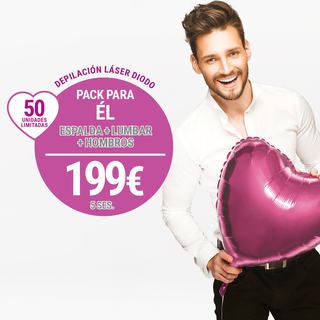 DEPILACIÓN LÁSER DIODO
50
UNIDADES
LIMITADAS
PACK PARA
ÉL
ESPALDA + LUMBAR
+ HOMBROS
199€
5 SES.